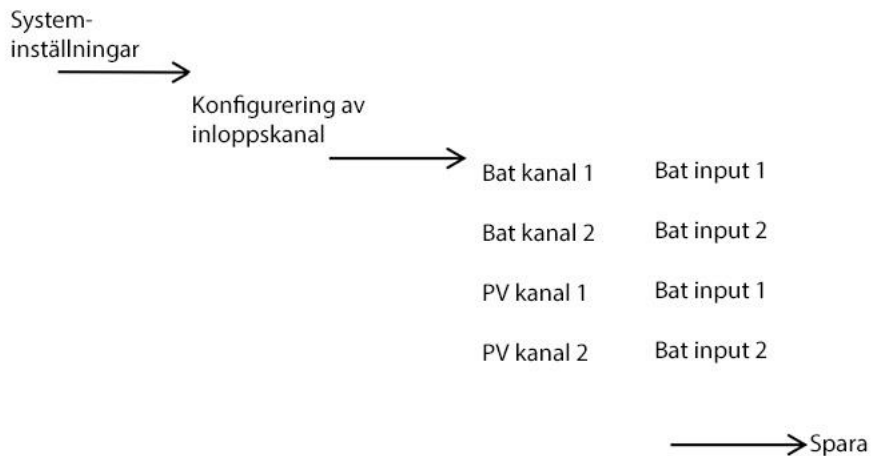 System-
inställningar
Konfigurering av
inloppskanal
Bat kanal 1 Bat input 1
Bat kanal 2 Bat input 2
PV kanal 1 Bat input 1
PV kanal 2 Bat input 2
Spara